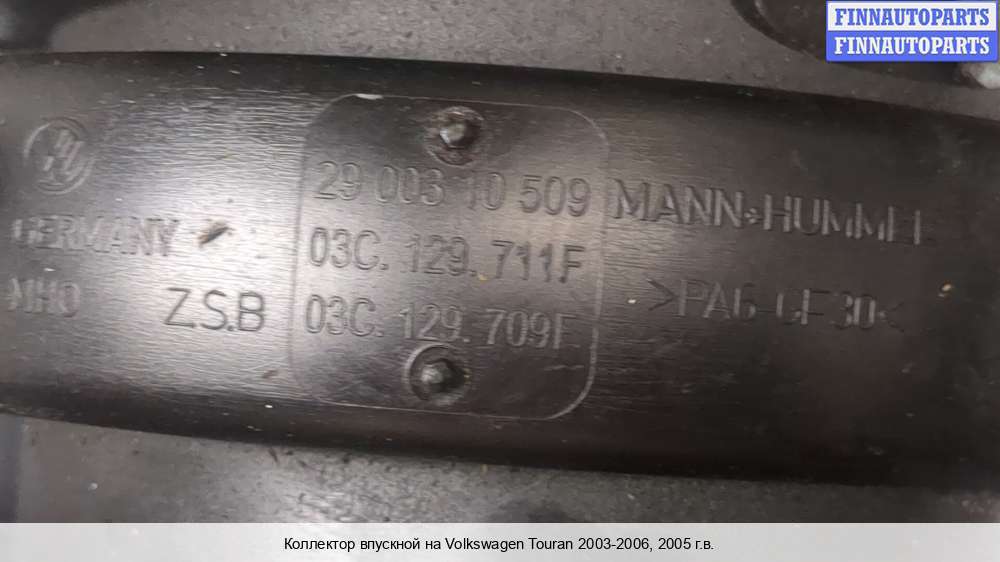 FINNAUTOPARTS
FINNAUTOPARTS
29 003 10 509
MANN+HUMMEL
GERMANY
03C. 129. 711F
Z.S.B
03C. 129. 709F
>PA6-GF30<
Коллектор впускной на Volkswagen Touran 2003-2006, 2005 г.в.